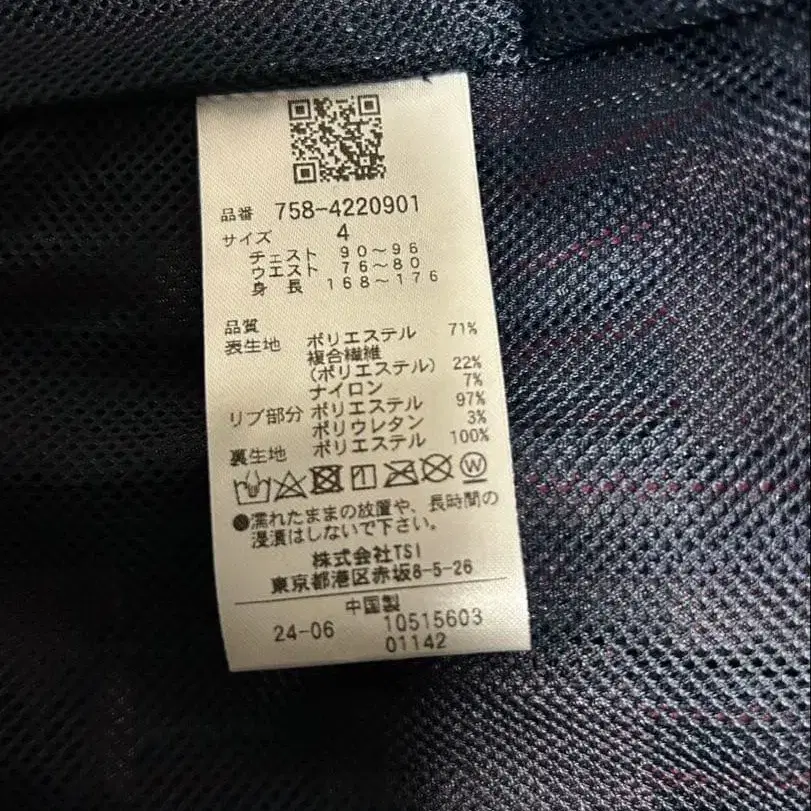 品番 758-4220901
サイズ 4
チェスト 90~96
ウエスト 76~80
身長 168~176
品質
表生地 ポリエステル 71%
複合繊維
(ポリエステル) 22%
ナイロン 7%
リブ部分 ポリエステル 97%
ポリウレタン 3%
裏生地 ポリエステル 100%
W
●濡れたままの放置や、長時間の
浸漬はしないで下さい。
株式会社TSI
東京都港区赤坂8-5-26
中国製
24-06 10515603
01142